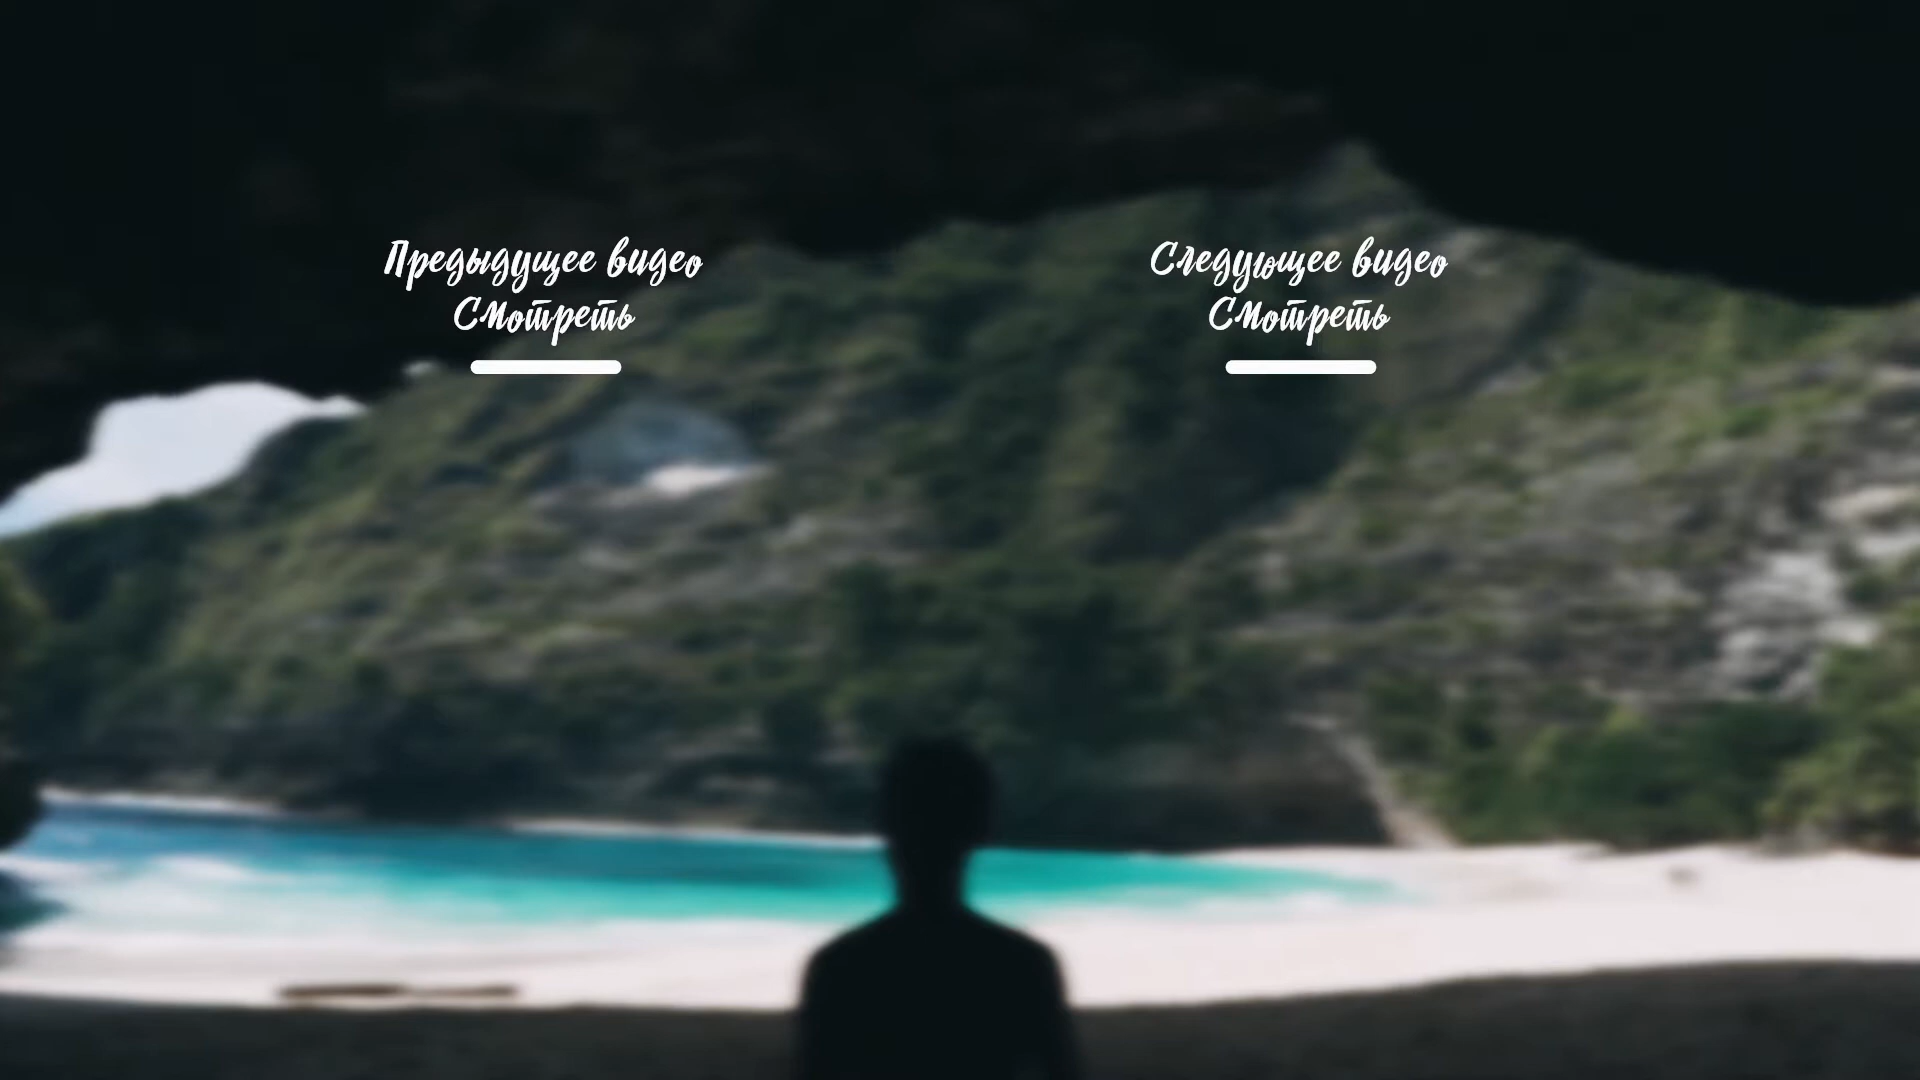 Предыдущее видео
Смотреть
Следующее видео
Смотреть